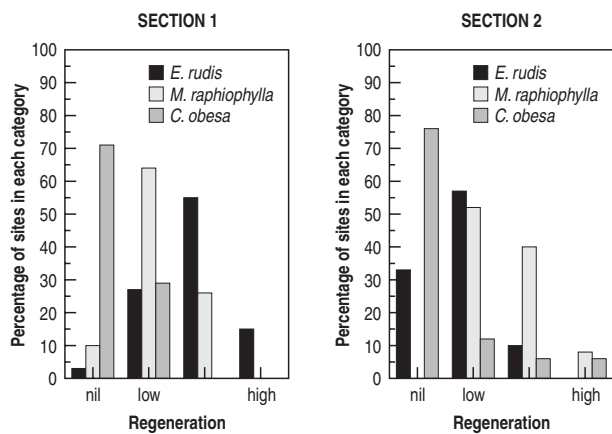 SECTION 1
Percentage of sites in each category
100
90
80
70
60
50
40
30
20
10
0
E. rudis
M. raphiophylla
C. obesa
nil low high
Regeneration
SECTION 2
Percentage of sites in each category
100
90
80
70
60
50
40
30
20
10
0
E. rudis
M. raphiophylla
C. obesa
nil low high
Regeneration